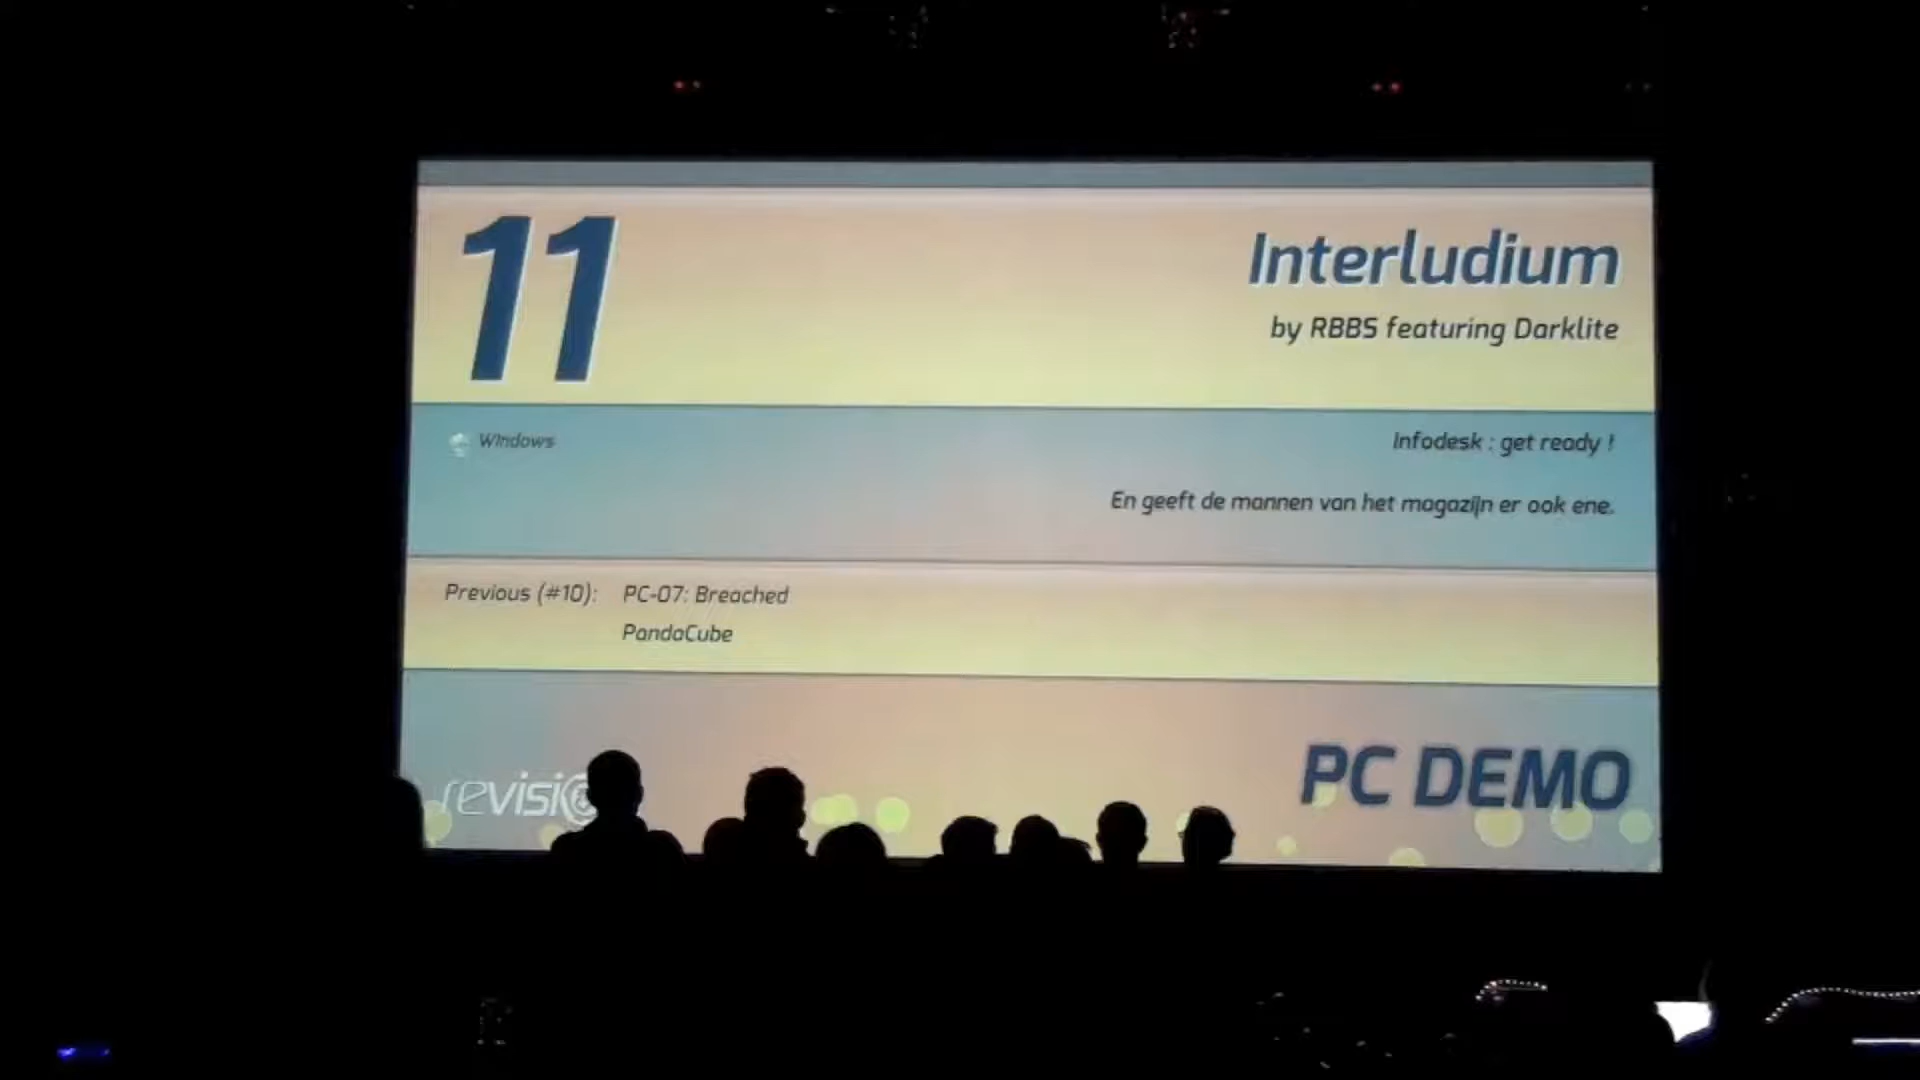 11
Interludium
by RBBS featuring Darklite
Windows
Infodesk : get ready !
En geeft de mannen van het magazijn er ook ene.
Previous (#10): PC-07: Breached
PandaCube
revisi
PC DEMO